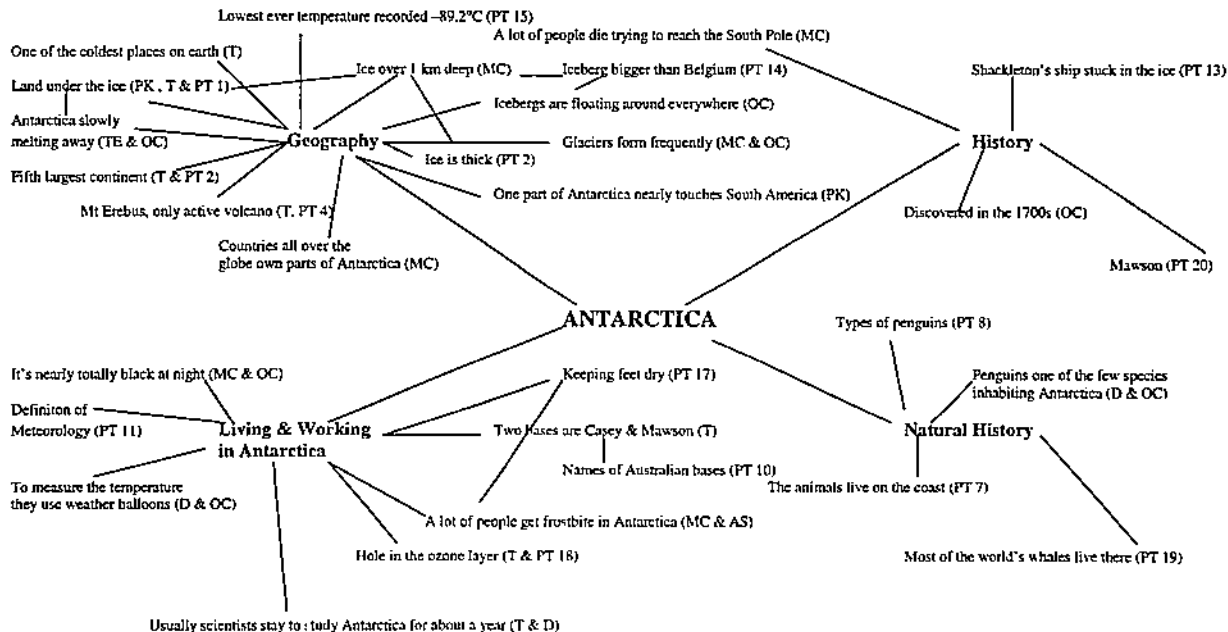 Lowest ever temperature recorded –89.2°C (PT 15)
A lot of people die trying to reach the South Pole (MC)
One of the coldest places on earth (T)
Ice over 1 km deep (MC)
Iceberg bigger than Belgium (PT 14)
Shackleton's ship stuck in the ice (PT 13)
Land under the ice (PK , T & PT 1)
Icebergs are floating around everywhere (OC)
Antarctica slowly
melting away (TE & OC)
Geography
Glaciers form frequently (MC & OC)
History
Ice is thick (PT 2)
Fifth largest continent (T & PT 2)
One part of Antarctica nearly touches South America (PK)
Mt Erebus, only active volcano (T, PT 4)
Discovered in the 1700s (OC)
Countries all over the
globe own parts of Antarctica (MC)
Mawson (PT 20)
ANTARCTICA
Types of penguins (PT 8)
It's nearly totally black at night (MC & OC)
Keeping feet dry (PT 17)
Penguins one of the few species
inhabiting Antarctica (D & OC)
Definiton of
Meteorology (PT 11)
Living & Working
in Antarctica
Two bases are Casey & Mawson (T)
Natural History
Names of Australian bases (PT 10)
To measure the temperature
they use weather balloons (D & OC)
The animals live on the coast (PT 7)
A lot of people get frostbite in Antarctica (MC & AS)
Hole in the ozone layer (T & PT 18)
Most of the world's whales live there (PT 19)
Usually scientists stay to study Antarctica for about a year (T & D)